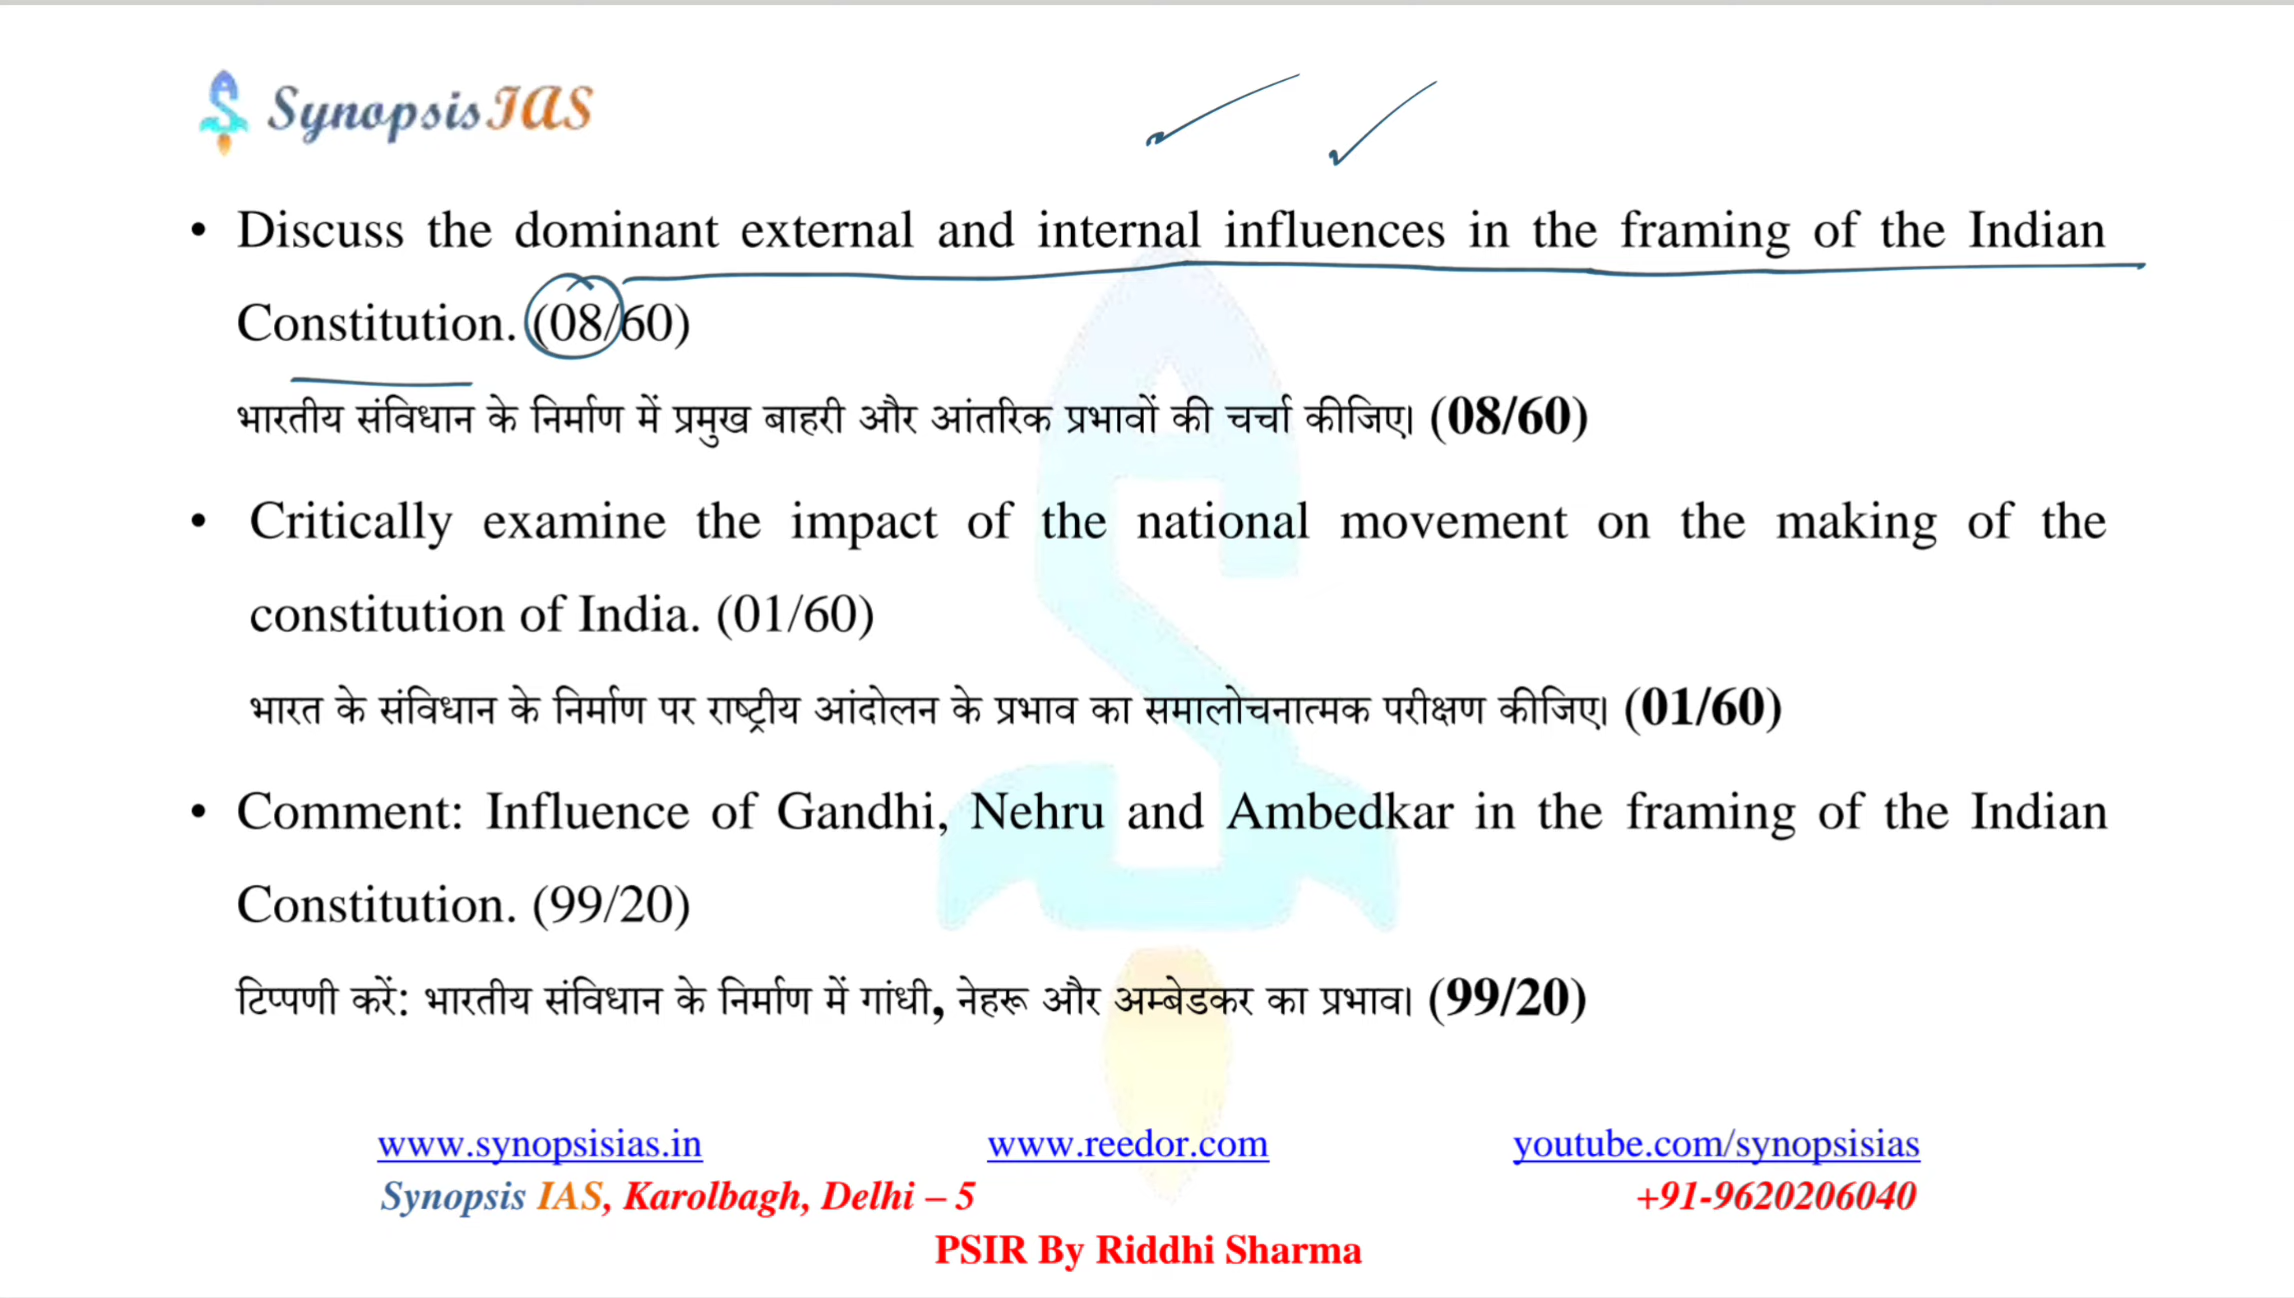 Synopsis IAS
• Discuss the dominant external and internal influences in the framing of the Indian
Constitution. (08/60)
भारतीय संविधान के निर्माण में प्रमुख बाहरी और आंतरिक प्रभावों की चर्चा कीजिए। (08/60)
• Critically examine the impact of the national movement on the making of the
constitution of India. (01/60)
भारत के संविधान के निर्माण पर राष्ट्रीय आंदोलन के प्रभाव का समालोचनात्मक परीक्षण कीजिए। (01/60)
• Comment: Influence of Gandhi, Nehru and Ambedkar in the framing of the Indian
Constitution. (99/20)
टिप्पणी करें: भारतीय संविधान के निर्माण में गांधी, नेहरू और अम्बेडकर का प्रभाव। (99/20)
www.synopsisias.in www.reedor.com youtube.com/synopsisias
Synopsis IAS, Karolbagh, Delhi – 5 +91-9620206040
PSIR By Riddhi Sharma